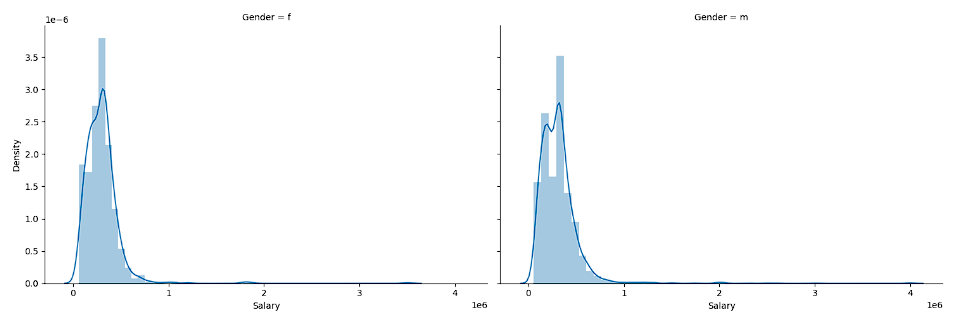 Gender = f
Gender = m
1e−6
3.5
3.0
2.5
2.0
1.5
1.0
0.5
0.0
Density
0 1 2 3 4
1e6
Salary
0 1 2 3 4
1e6
Salary